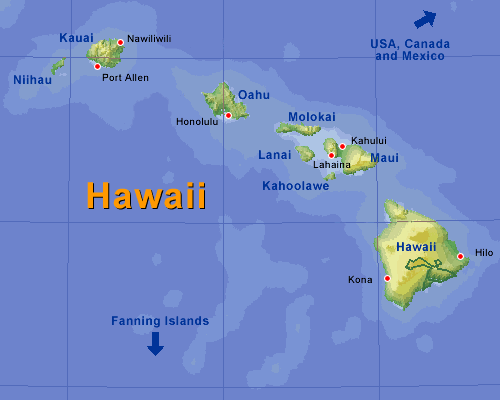 USA, Canada
and Mexico
Kauai
Nawiliwili
Port Allen
Niihau
Oahu
Honolulu
Molokai
Kahului
Lanai
Lahaina
Maui
Kahoolawe
Hawaii
Hawaii
Hilo
Kona
Fanning Islands